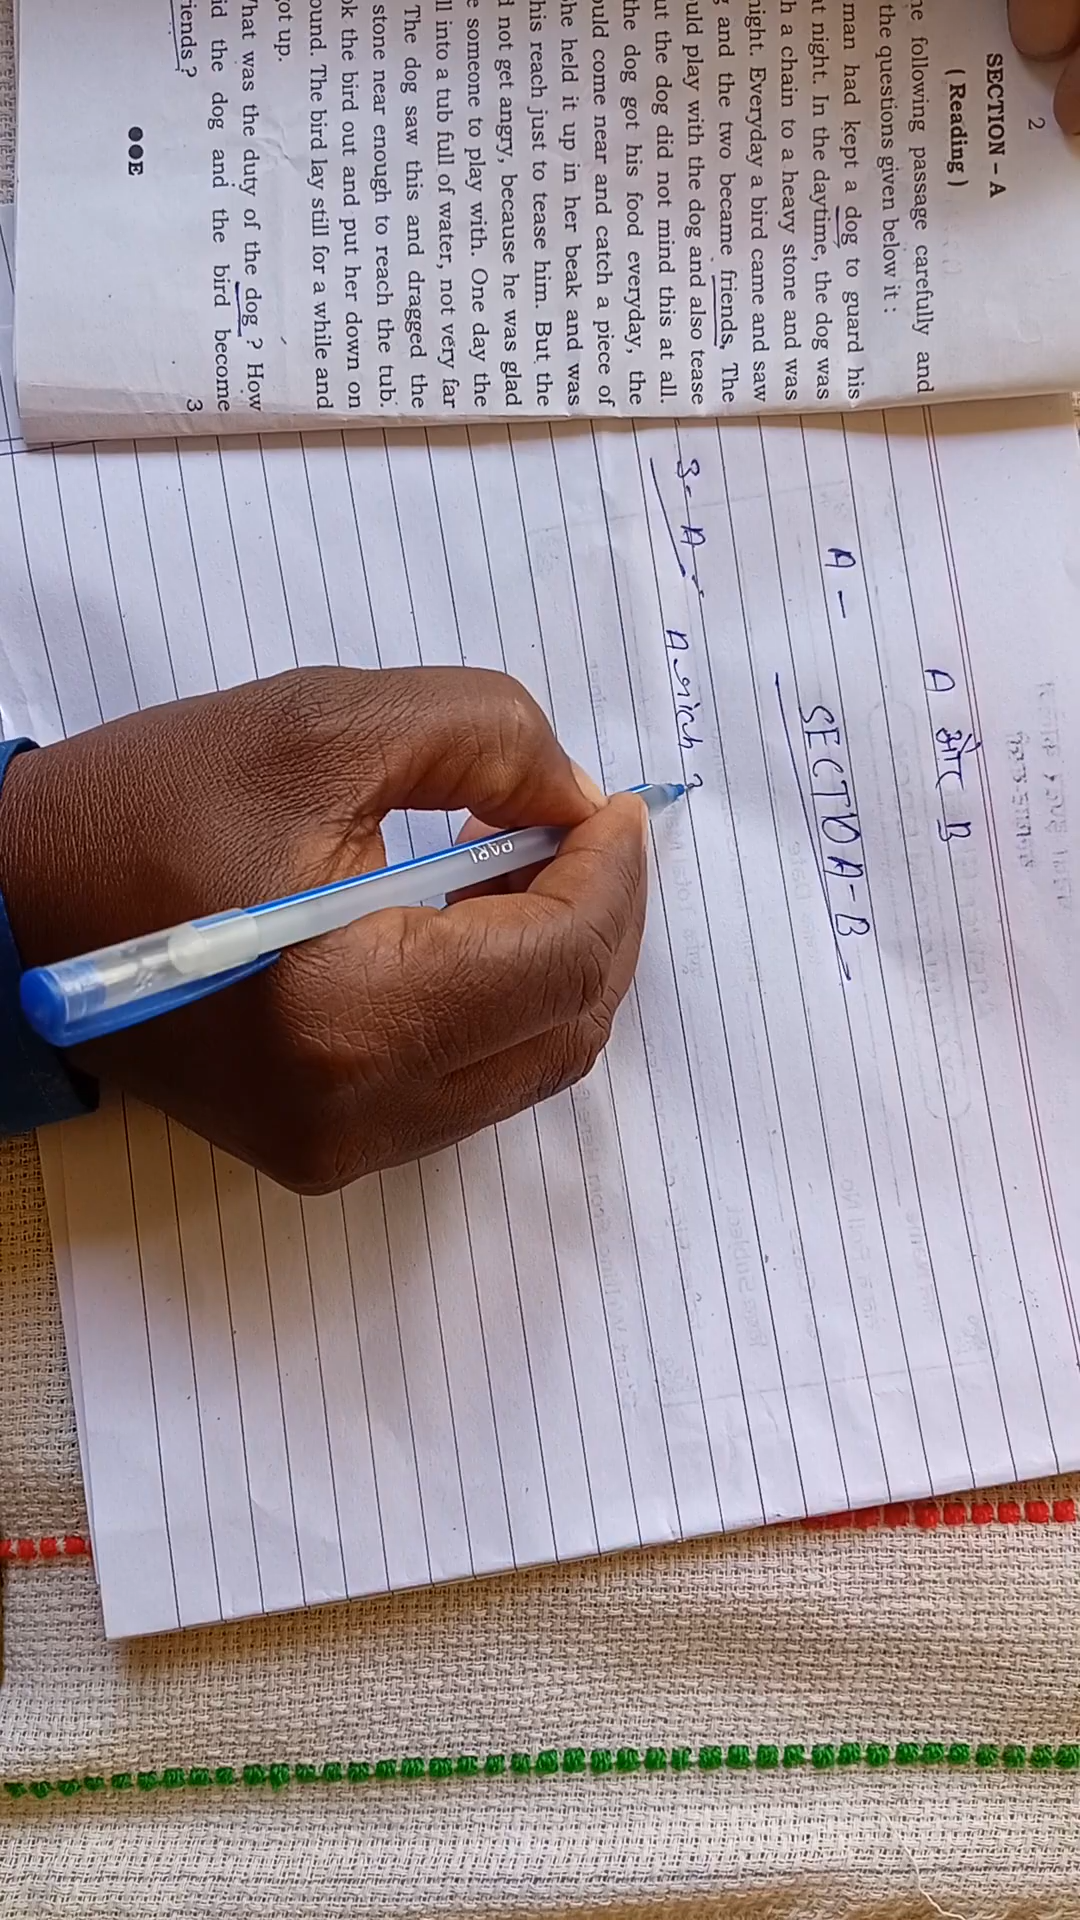 2
SECTION – A
( Reading )
he following passage carefully and
the questions given below it :
man had kept a dog to guard his
at night. In the daytime, the dog was
h a chain to a heavy stone and was
night. Everyday a bird came and saw
g and the two became friends. The
ould play with the dog and also tease
ut the dog did not mind this at all.
the dog got his food everyday, the
ould come near and catch a piece of
he held it up in her beak and was
his reach just to tease him. But the
d not get angry, because he was glad
e someone to play with. One day the
ll into a tub full of water, not very far
The dog saw this and dragged the
stone near enough to reach the tub.
ok the bird out and put her down on
ound. The bird lay still for a while and
ot up.
hat was the duty of the dog ? How
id the dog and the bird become
iends ?
3
●●E
A और B
A –
A
PARI